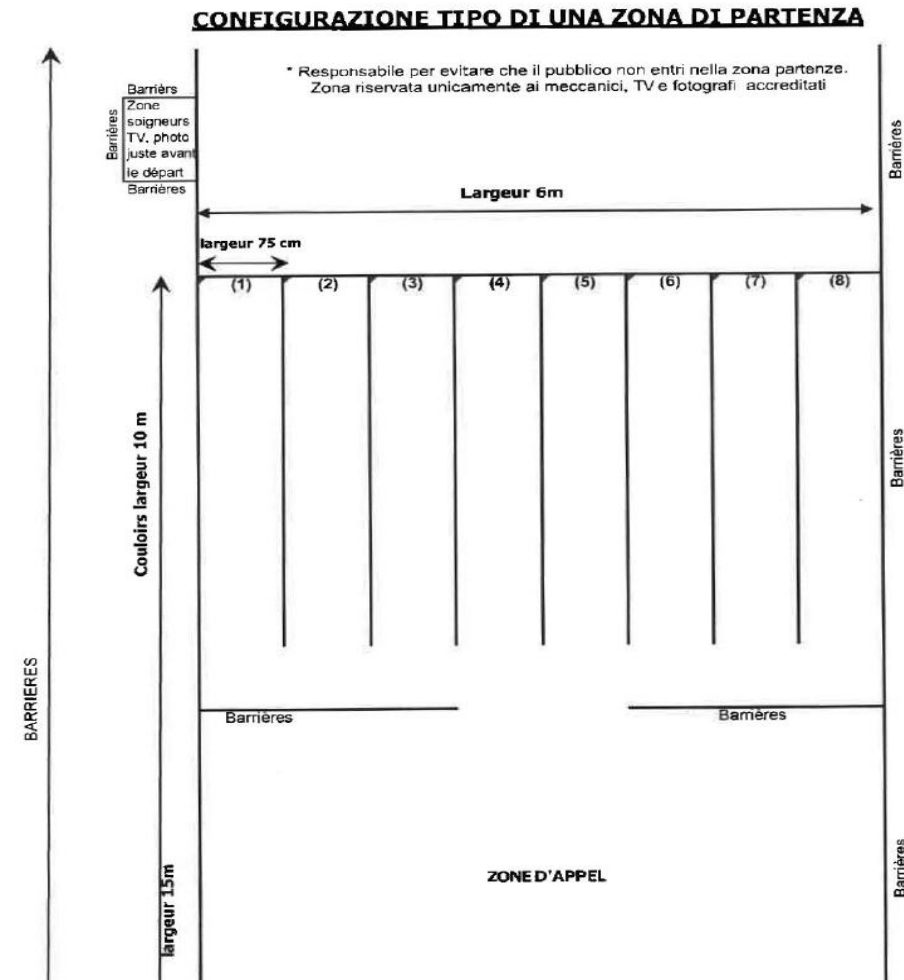 CONFIGURAZIONE TIPO DI UNA ZONA DI PARTENZA
* Responsabile per evitare che il pubblico non entri nella zona partenze.
Zona riservata unicamente ai meccanici, TV e fotografi accreditati
Barrièrs
Barrières
Zone
soigneurs
TV, photo
juste avant
le départ
Barrières
Barrières
Largeur 6m
largeur 75 cm
(1) (2) (3) (4) (5) (6) (7) (8)
Couloirs largeur 10 m
Barrières
BARRIERES
Barrières
Barrières
ZONE D'APPEL
largeur 15m
Barrières